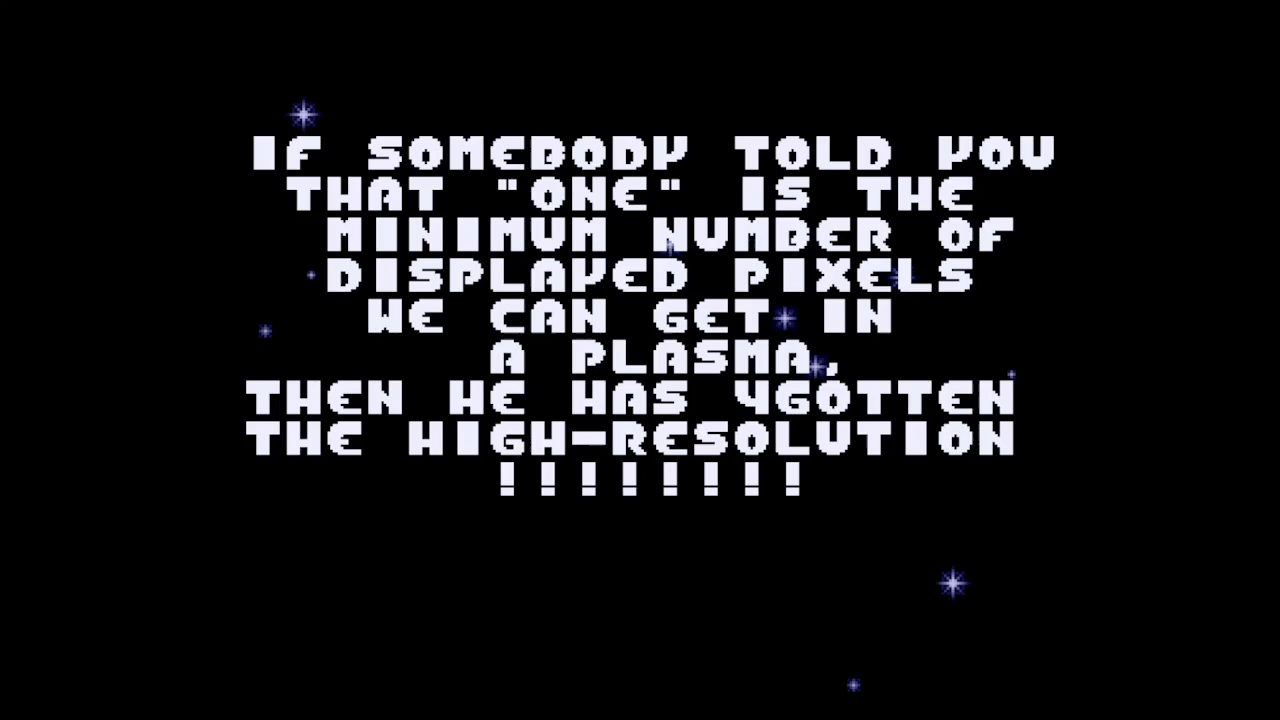 IF SOMEBODY TOLD YOU
THAT "ONE" IS THE
MINIMUM NUMBER OF
DISPLAYED PIXELS
WE CAN GET IN
A PLASMA,
THEN HE HAS 4GOTTEN
THE HIGH-RESOLUTION
!!!!!!!!